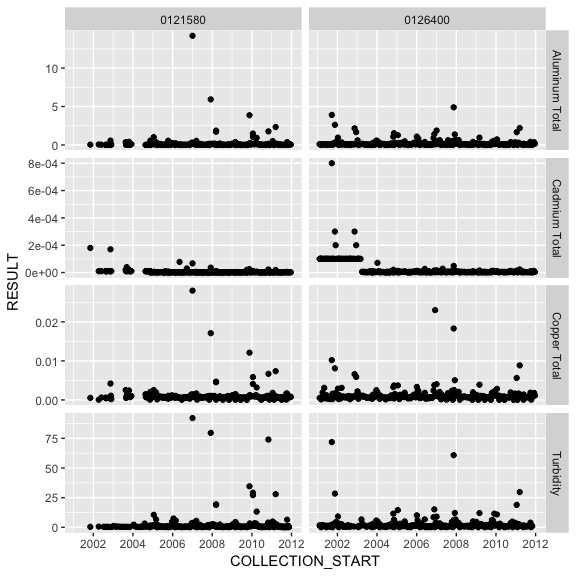 0121580 0126400
10
5
0
Aluminum Total
8e-04
6e-04
4e-04
2e-04
0e+00
Cadmium Total
RESULT
0.02
0.01
0.00
Copper Total
75
50
25
0
Turbidity
2002 2004 2006 2008 2010 2012 2002 2004 2006 2008 2010 2012
COLLECTION_START